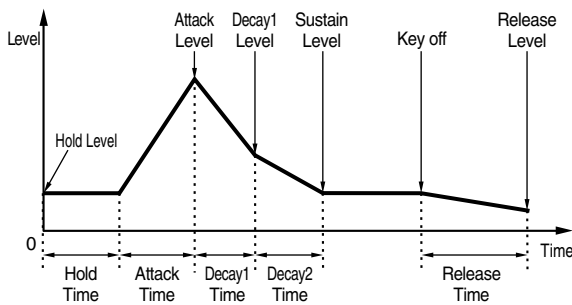 Attack Level
Decay1 Level
Sustain Level
Key off
Release Level
Level
Hold Level
0
Time
Hold Time
Attack Time
Decay1 Time
Decay2 Time
Release Time